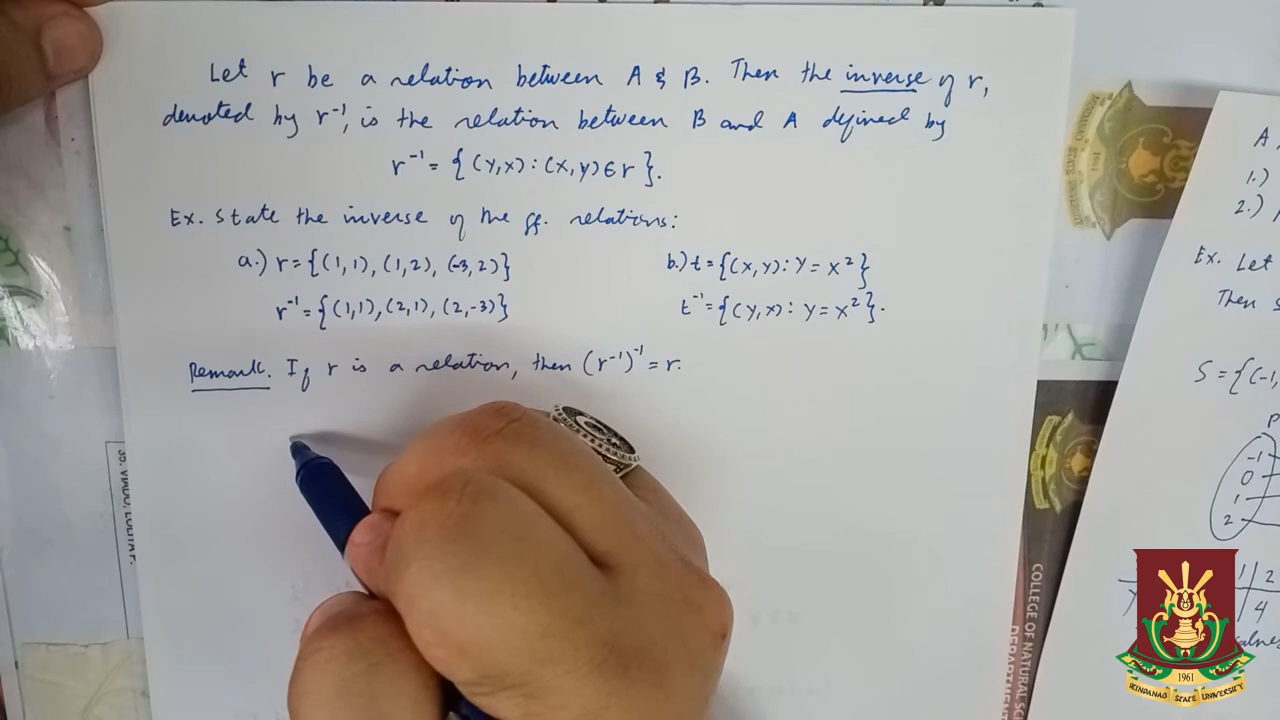 Let r be a relation between A & B. Then the inverse of r,
denoted by r⁻¹, is the relation between B and A defined by
r⁻¹ = {(y,x) : (x,y) ∈ r}.
Ex. State the inverse of the ff. relations:
a.) r = {(1,1), (1,2), (-3,2)}
r⁻¹ = {(1,1), (2,1), (2,-3)}
b.) t = {(x,y) : y = x²}
t⁻¹ = {(y,x) : y = x²}.
Remark. If r is a relation, then (r⁻¹)⁻¹ = r.
A
1.)
2.)
Ex. Let
Then
S = {(-1,
-1
0
1
2
1 2
4
COLLEGE OF NATURAL
1961
MINDANAO STATE UNIVERSITY